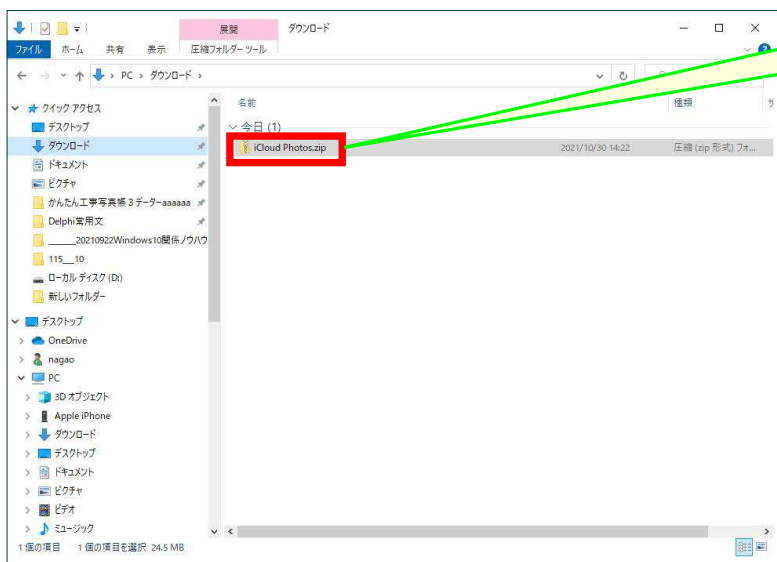 展開
ダウンロード
ファイル ホーム 共有 表示 圧縮フォルダー ツール
PC › ダウンロード ›
クイック アクセス
デスクトップ
ダウンロード
ドキュメント
ピクチャ
かんたん工事写真帳3データーaaaaaa
Delphi常用文
______20210922Windows10関係ノウハウ
115__10
ローカル ディスク (D:)
新しいフォルダー
デスクトップ
OneDrive
nagao
PC
3D オブジェクト
Apple iPhone
ダウンロード
デスクトップ
ドキュメント
ピクチャ
ビデオ
ミュージック
名前 種類 サ
今日 (1)
iCloud Photos.zip 2021/10/30 14:22 圧縮 (zip 形式) フォ...
1 個の項目 1 個の項目を選択 24.5 MB